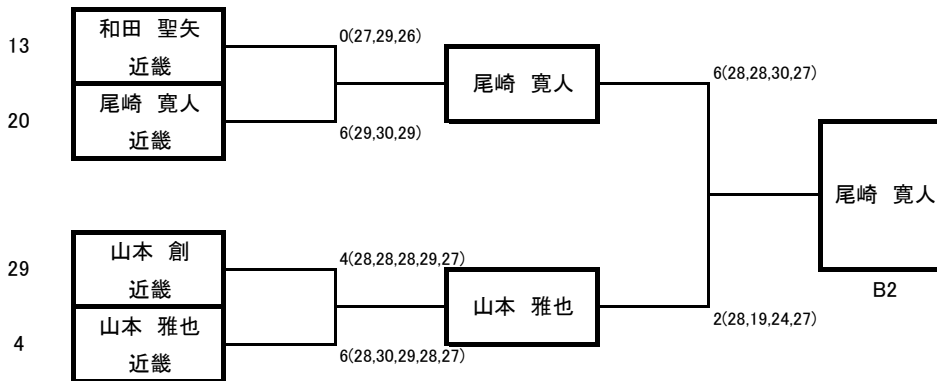 13
和田 聖矢
近畿
0(27,29,26)
20
尾崎 寛人
近畿
6(29,30,29)
尾崎 寛人
6(28,28,30,27)
尾崎 寛人
B2
29
山本 創
近畿
4(28,28,28,29,27)
4
山本 雅也
近畿
6(28,30,29,28,27)
山本 雅也
2(28,19,24,27)